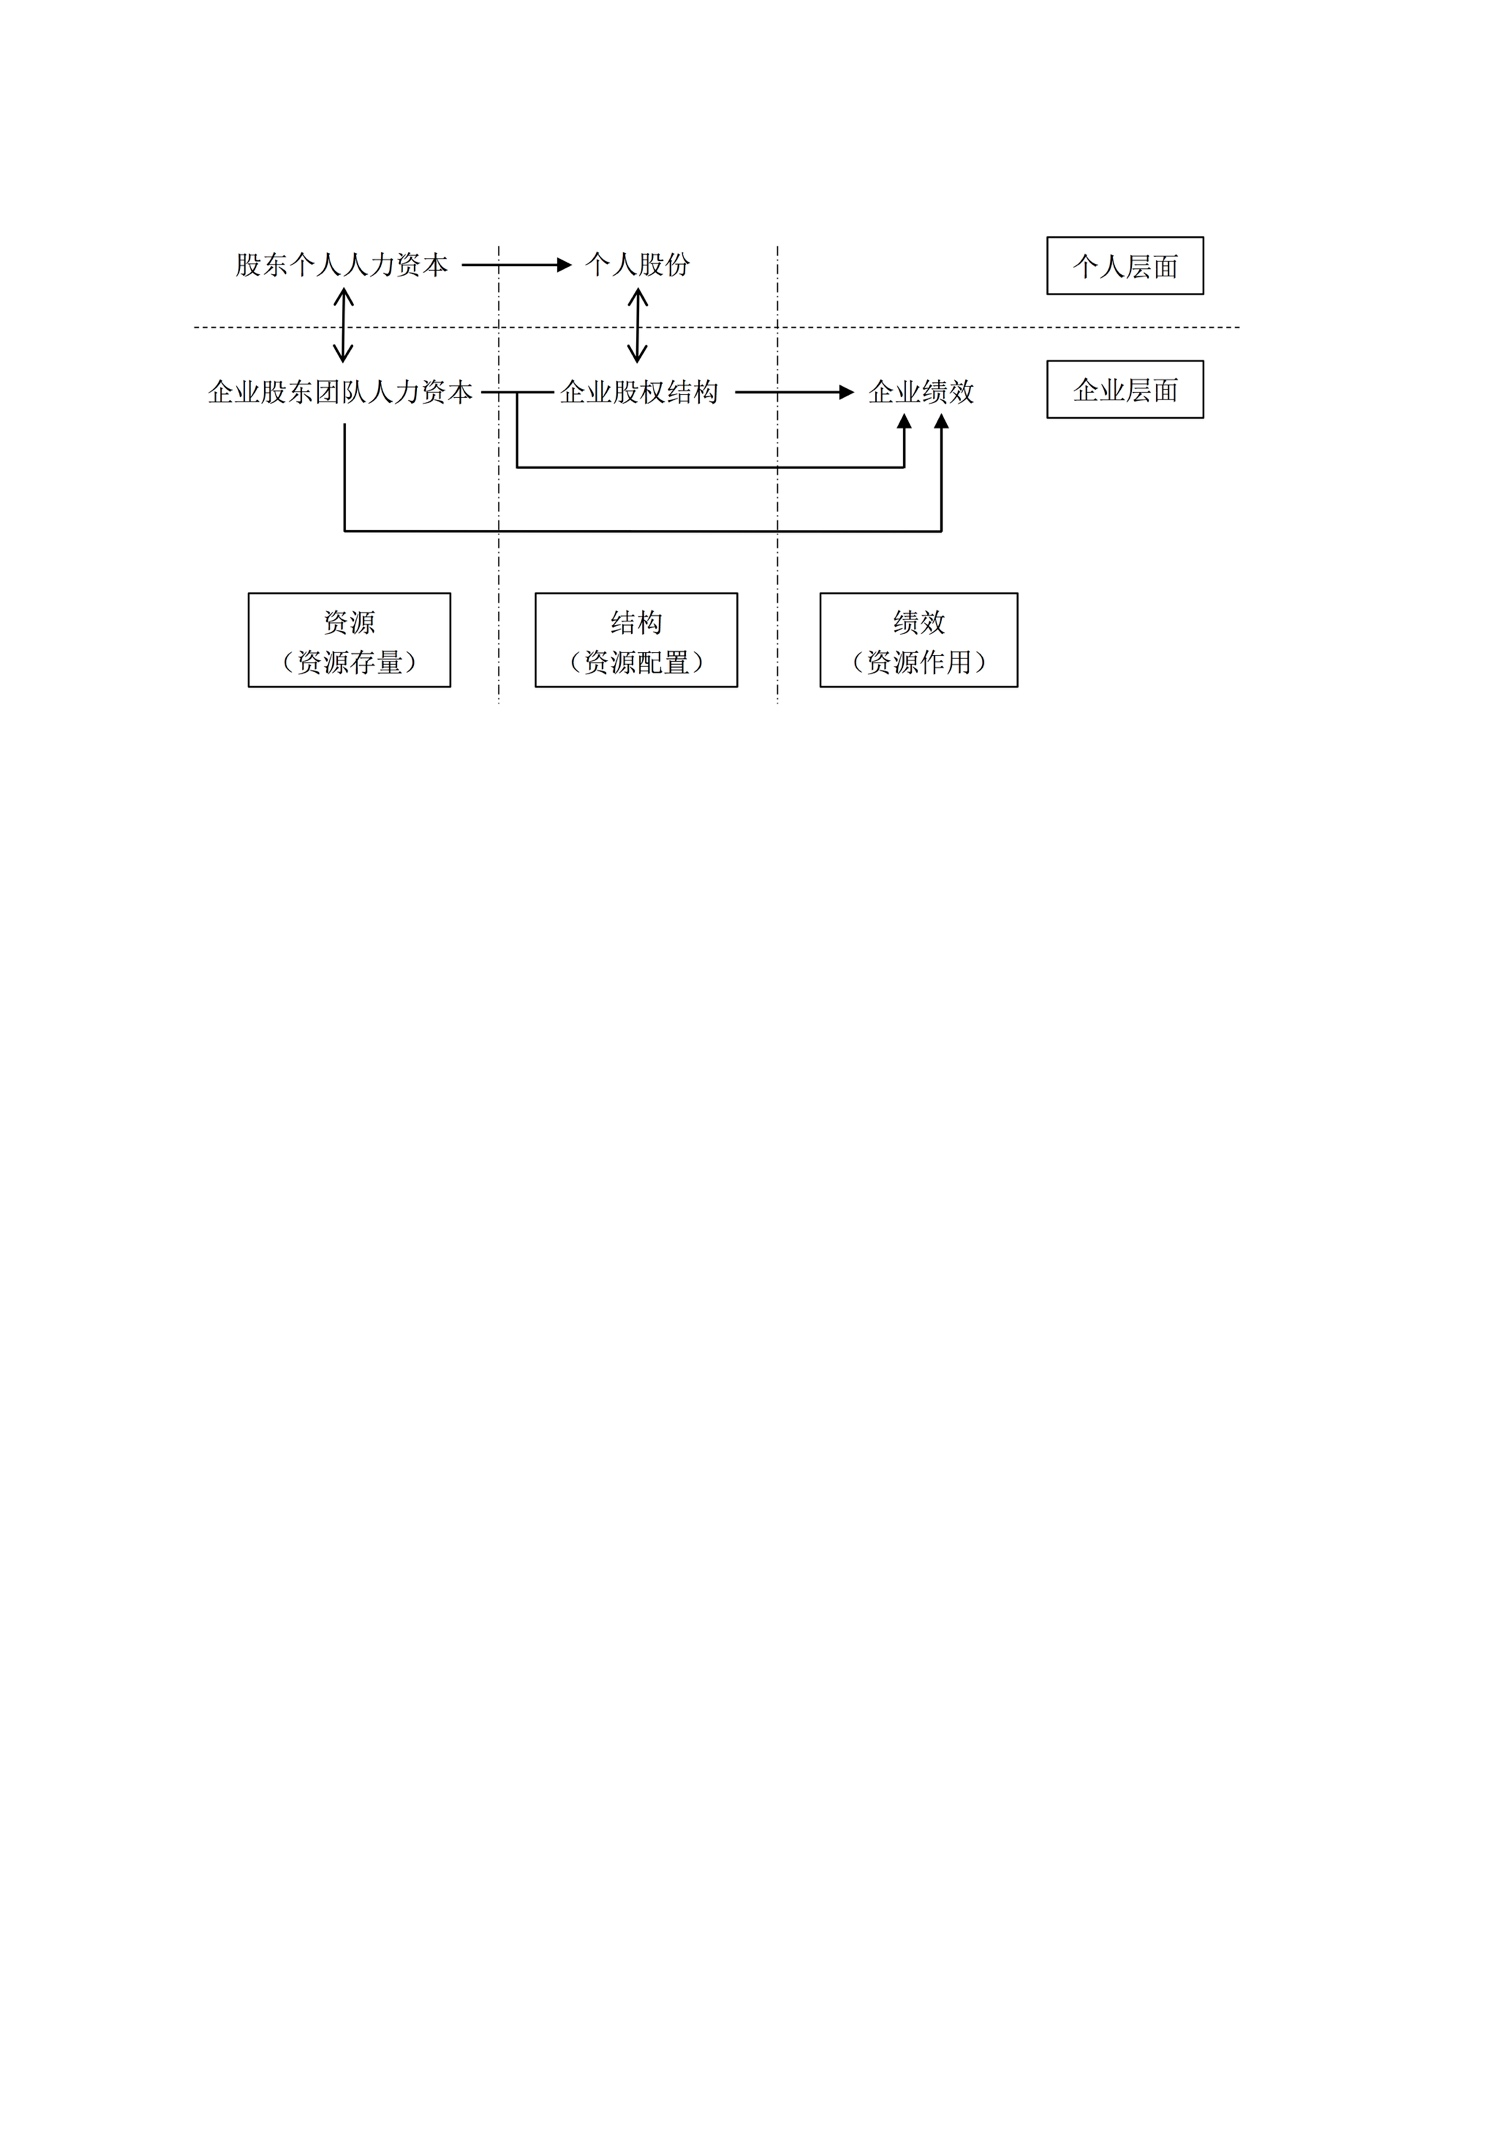 股东个人人力资本
个人股份
个人层面
企业股东团队人力资本
企业股权结构
企业绩效
企业层面
资源
（资源存量）
结构
（资源配置）
绩效
（资源作用）